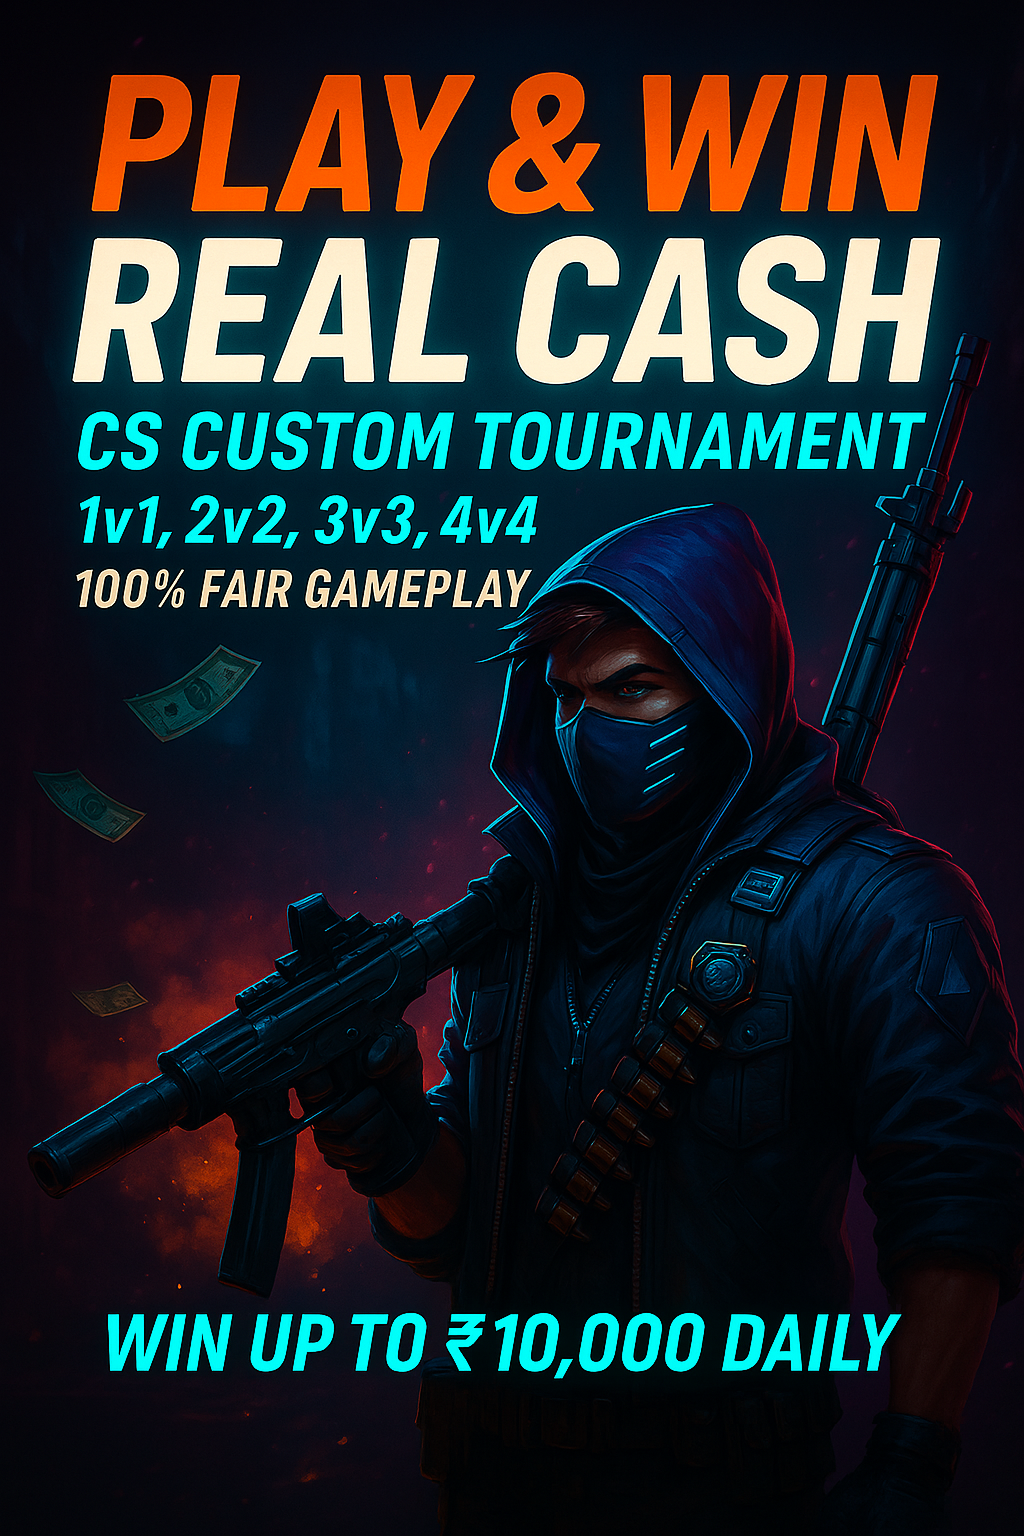 PLAY & WIN
REAL CASH
CS CUSTOM TOURNAMENT
1v1, 2v2, 3v3, 4v4
100% FAIR GAMEPLAY
WIN UP TO ₹10,000 DAILY